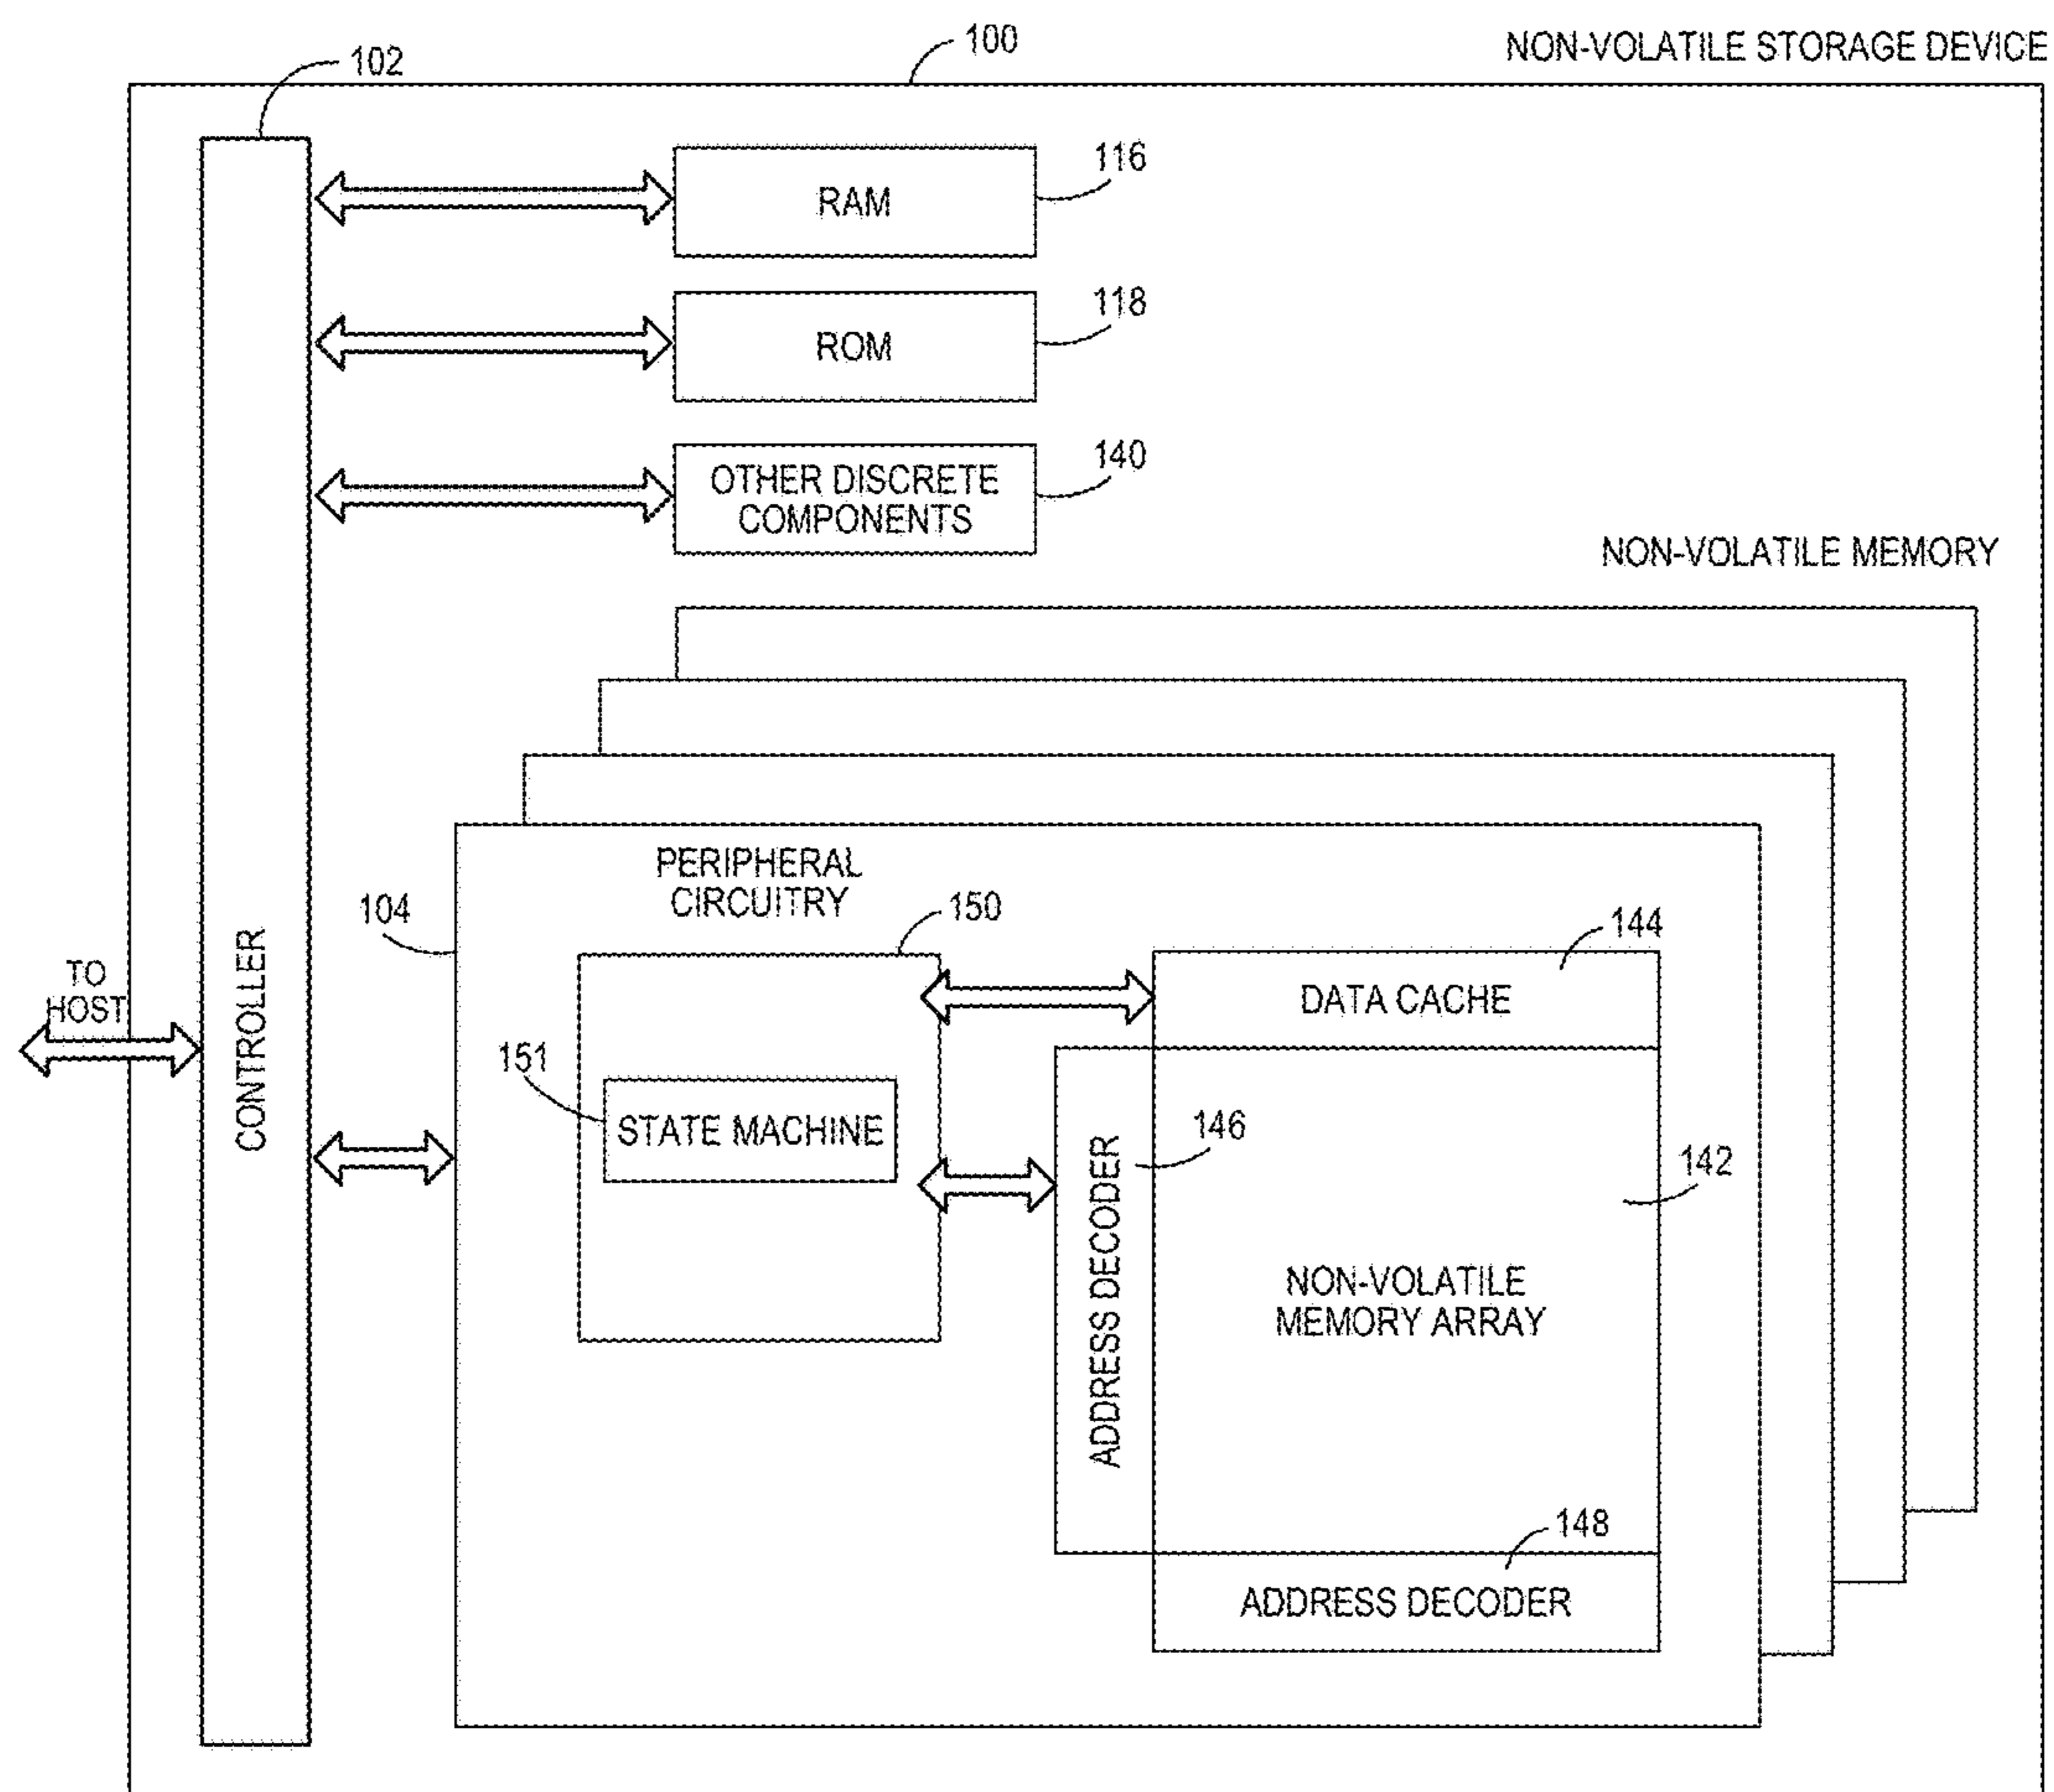 100
NON-VOLATILE STORAGE DEVICE
102
116
RAM
118
ROM
140
OTHER DISCRETE
COMPONENTS
NON-VOLATILE MEMORY
PERIPHERAL
CIRCUITRY
104
150
144
TO
HOST
CONTROLLER
DATA CACHE
151
STATE MACHINE
146
ADDRESS DECODER
142
NON-VOLATILE
MEMORY ARRAY
148
ADDRESS DECODER